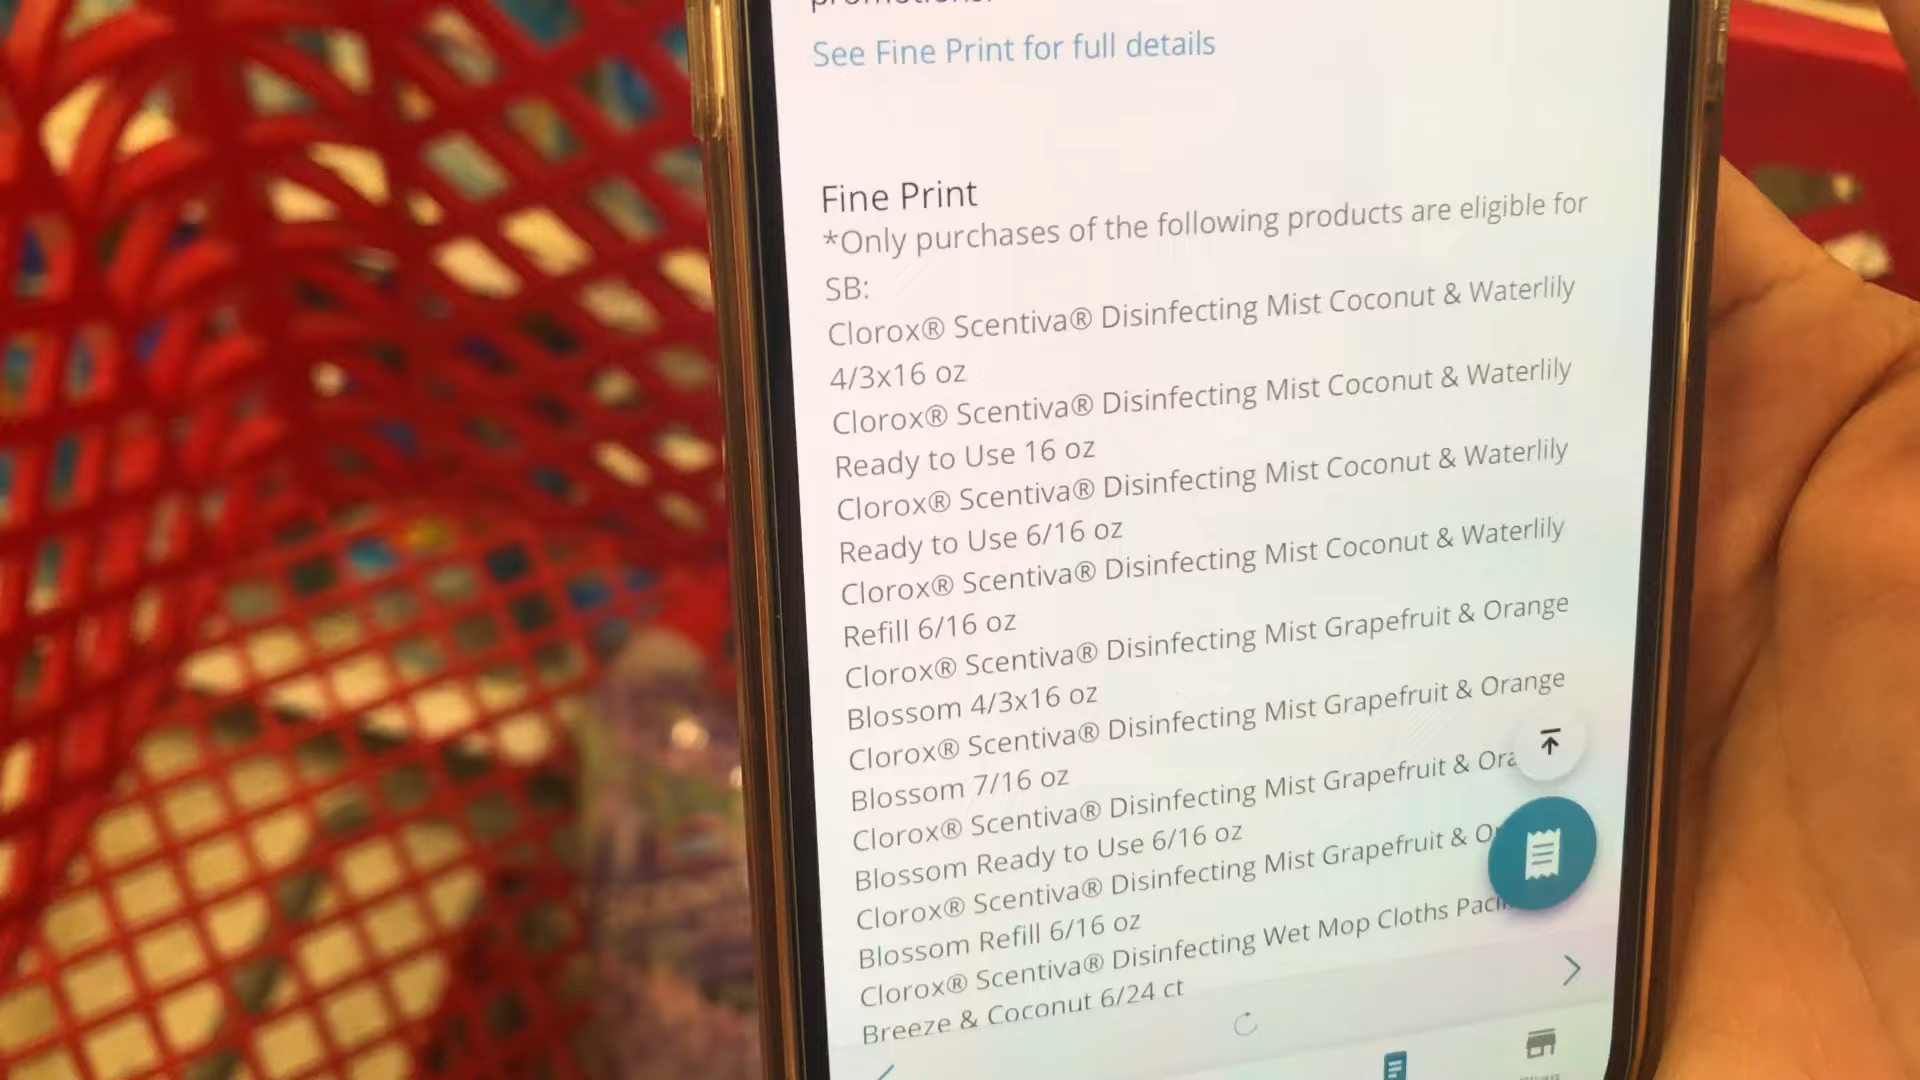 See Fine Print for full details
Fine Print
*Only purchases of the following products are eligible for
SB:
Clorox® Scentiva® Disinfecting Mist Coconut & Waterlily
4/3x16 oz
Clorox® Scentiva® Disinfecting Mist Coconut & Waterlily
Ready to Use 16 oz
Clorox® Scentiva® Disinfecting Mist Coconut & Waterlily
Ready to Use 6/16 oz
Clorox® Scentiva® Disinfecting Mist Coconut & Waterlily
Refill 6/16 oz
Clorox® Scentiva® Disinfecting Mist Grapefruit & Orange
Blossom 4/3x16 oz
Clorox® Scentiva® Disinfecting Mist Grapefruit & Orange
Blossom 7/16 oz
Clorox® Scentiva® Disinfecting Mist Grapefruit &
Blossom Ready to Use 6/16 oz
Clorox® Scentiva® Disinfecting Mist Grapefruit &
Blossom Refill 6/16 oz
Clorox® Scentiva® Disinfecting Wet Mop Cloths
Breeze & Coconut 6/24 ct